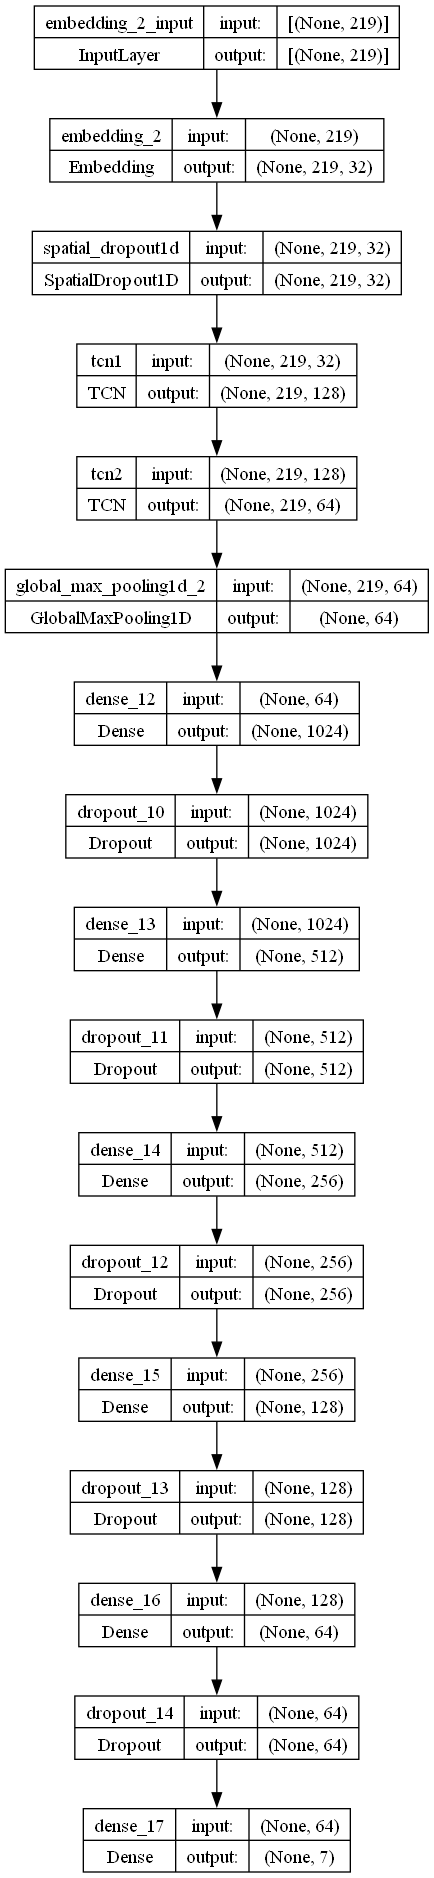 embedding_2_input input: [(None, 219)]
InputLayer output: [(None, 219)]
embedding_2 input: (None, 219)
Embedding output: (None, 219, 32)
spatial_dropout1d input: (None, 219, 32)
SpatialDropout1D output: (None, 219, 32)
tcn1 input: (None, 219, 32)
TCN output: (None, 219, 128)
tcn2 input: (None, 219, 128)
TCN output: (None, 219, 64)
global_max_pooling1d_2 input: (None, 219, 64)
GlobalMaxPooling1D output: (None, 64)
dense_12 input: (None, 64)
Dense output: (None, 1024)
dropout_10 input: (None, 1024)
Dropout output: (None, 1024)
dense_13 input: (None, 1024)
Dense output: (None, 512)
dropout_11 input: (None, 512)
Dropout output: (None, 512)
dense_14 input: (None, 512)
Dense output: (None, 256)
dropout_12 input: (None, 256)
Dropout output: (None, 256)
dense_15 input: (None, 256)
Dense output: (None, 128)
dropout_13 input: (None, 128)
Dropout output: (None, 128)
dense_16 input: (None, 128)
Dense output: (None, 64)
dropout_14 input: (None, 64)
Dropout output: (None, 64)
dense_17 input: (None, 64)
Dense output: (None, 7)